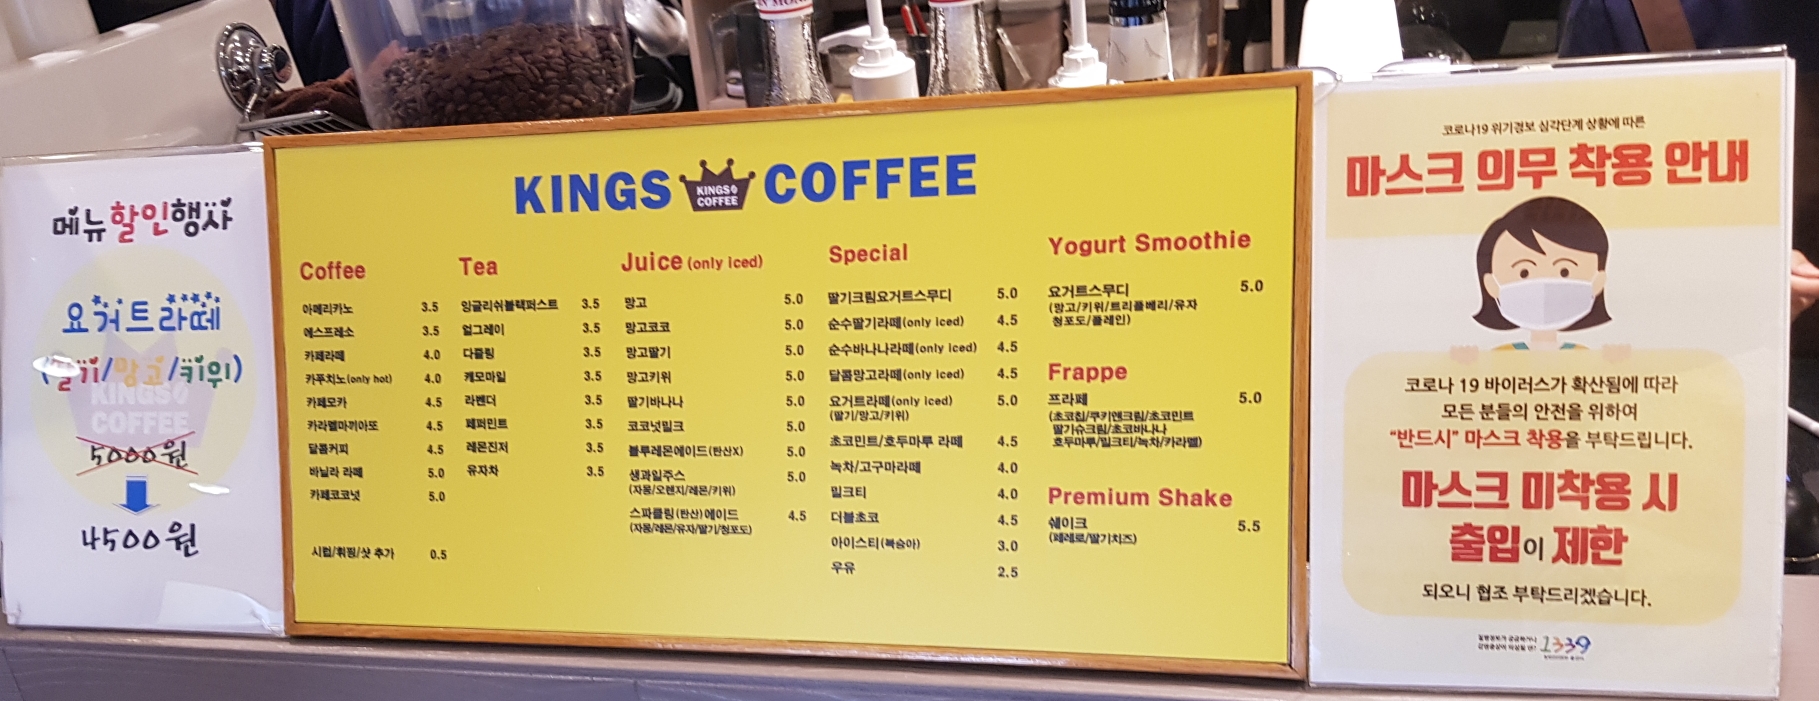 메뉴할인행사
요거트라떼
(딸기/망고/키위)
KINGS
COFFEE
5000원
4500원
KINGS COFFEE
KINGS
COFFEE
Coffee
아메리카노 3.5
에스프레소 3.5
카페라떼 4.0
카푸치노(only hot) 4.0
카페모카 4.5
카라멜마끼아또 4.5
달콤커피 4.5
바닐라 라떼 5.0
카페코코넛 5.0
시럽/휘핑/샷 추가 0.5
Tea
잉글리쉬블랙퍼스트 3.5
얼그레이 3.5
다즐링 3.5
캐모마일 3.5
라벤더 3.5
페퍼민트 3.5
레몬진저 3.5
유자차 3.5
Juice (only iced)
망고 5.0
망고코코 5.0
망고딸기 5.0
망고키위 5.0
딸기바나나 5.0
코코넛밀크 5.0
블루레몬에이드(탄산X) 5.0
생과일주스 5.0
(자몽/오렌지/레몬/키위)
스파클링(탄산)에이드 4.5
(자몽/레몬/유자/딸기/청포도)
Special
딸기크림요거트스무디 5.0
순수딸기라떼(only iced) 4.5
순수바나나라떼(only iced) 4.5
달콤망고라떼(only iced) 4.5
요거트라떼(only iced) 5.0
(딸기/망고/키위)
초코민트/호두마루 라떼 4.5
녹차/고구마라떼 4.0
밀크티 4.0
더블초코 4.5
아이스티(복숭아) 3.0
우유 2.5
Yogurt Smoothie
요거트스무디 5.0
(망고/키위/트리플베리/유자
청포도/플레인)
Frappe
프라페 5.0
(초코칩/쿠키앤크림/초코민트
딸기슈크림/초코바나나
호두마루/밀크티/녹차/카라멜)
Premium Shake
쉐이크 5.5
(페레로/딸기치즈)
코로나19 위기경보 심각단계 상황에 따른
마스크 의무 착용 안내
코로나 19 바이러스가 확산됨에 따라
모든 분들의 안전을 위하여
"반드시" 마스크 착용을 부탁드립니다.
마스크 미착용 시
출입이 제한
되오니 협조 부탁드리겠습니다.
1339